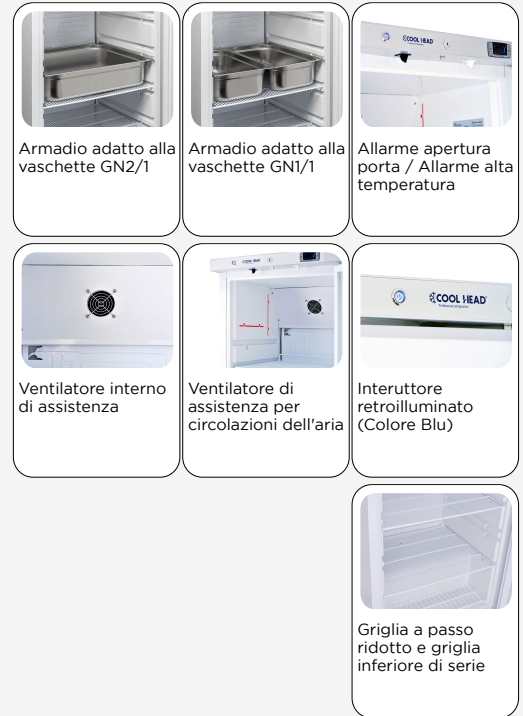 Armadio adatto alla
vaschette GN2/1
Armadio adatto alla
vaschette GN1/1
COOL HEAD
Allarme apertura
porta / Allarme alta
temperatura
Ventilatore interno
di assistenza
COOL HEAD
Ventilatore di
assistenza per
circolazioni dell'aria
COOL HEAD
Interuttore
retroilluminato
(Colore Blu)
Griglia a passo
ridotto e griglia
inferiore di serie